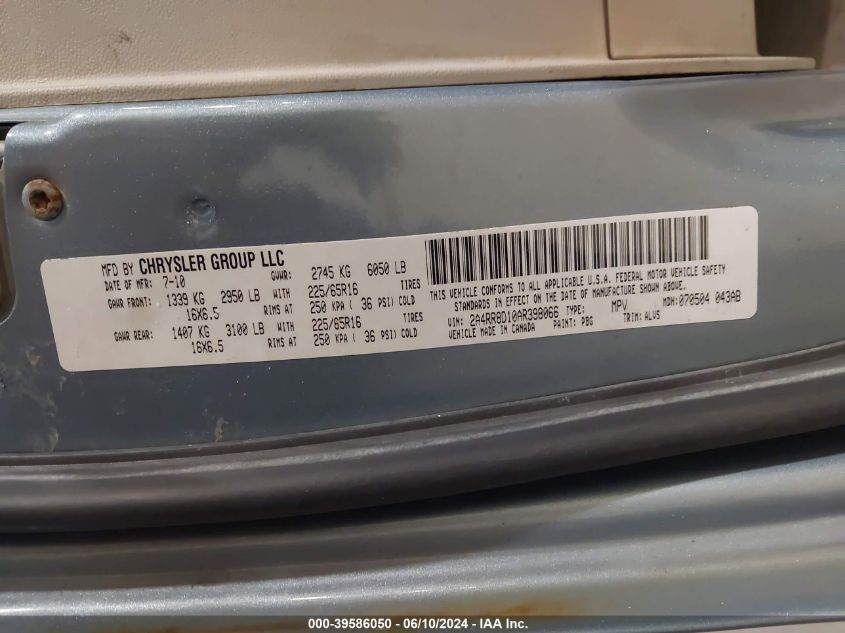 MFD BY CHRYSLER GROUP LLC
DATE OF MFR: 7-10 GVWR: 2745 KG 6050 LB
GAWR FRONT: 1339 KG 2950 LB WITH 225/65R16 TIRES
16X6.5 RIMS AT 250 KPA ( 36 PSI) COLD
GAWR REAR: 1407 KG 3100 LB WITH 225/65R16 TIRES
16X6.5 RIMS AT 250 KPA ( 36 PSI) COLD
THIS VEHICLE CONFORMS TO ALL APPLICABLE U.S.A. FEDERAL MOTOR VEHICLE SAFETY
STANDARDS IN EFFECT ON THE DATE OF MANUFACTURE SHOWN ABOVE.
VIN: 2A4RR8D10AR398066 TYPE: MPV MDH:070504 043AB
VEHICLE MADE IN CANADA PAINT: PBG TRIM: ALVS
000-39586050 - 06/10/2024 - IAA, Inc.